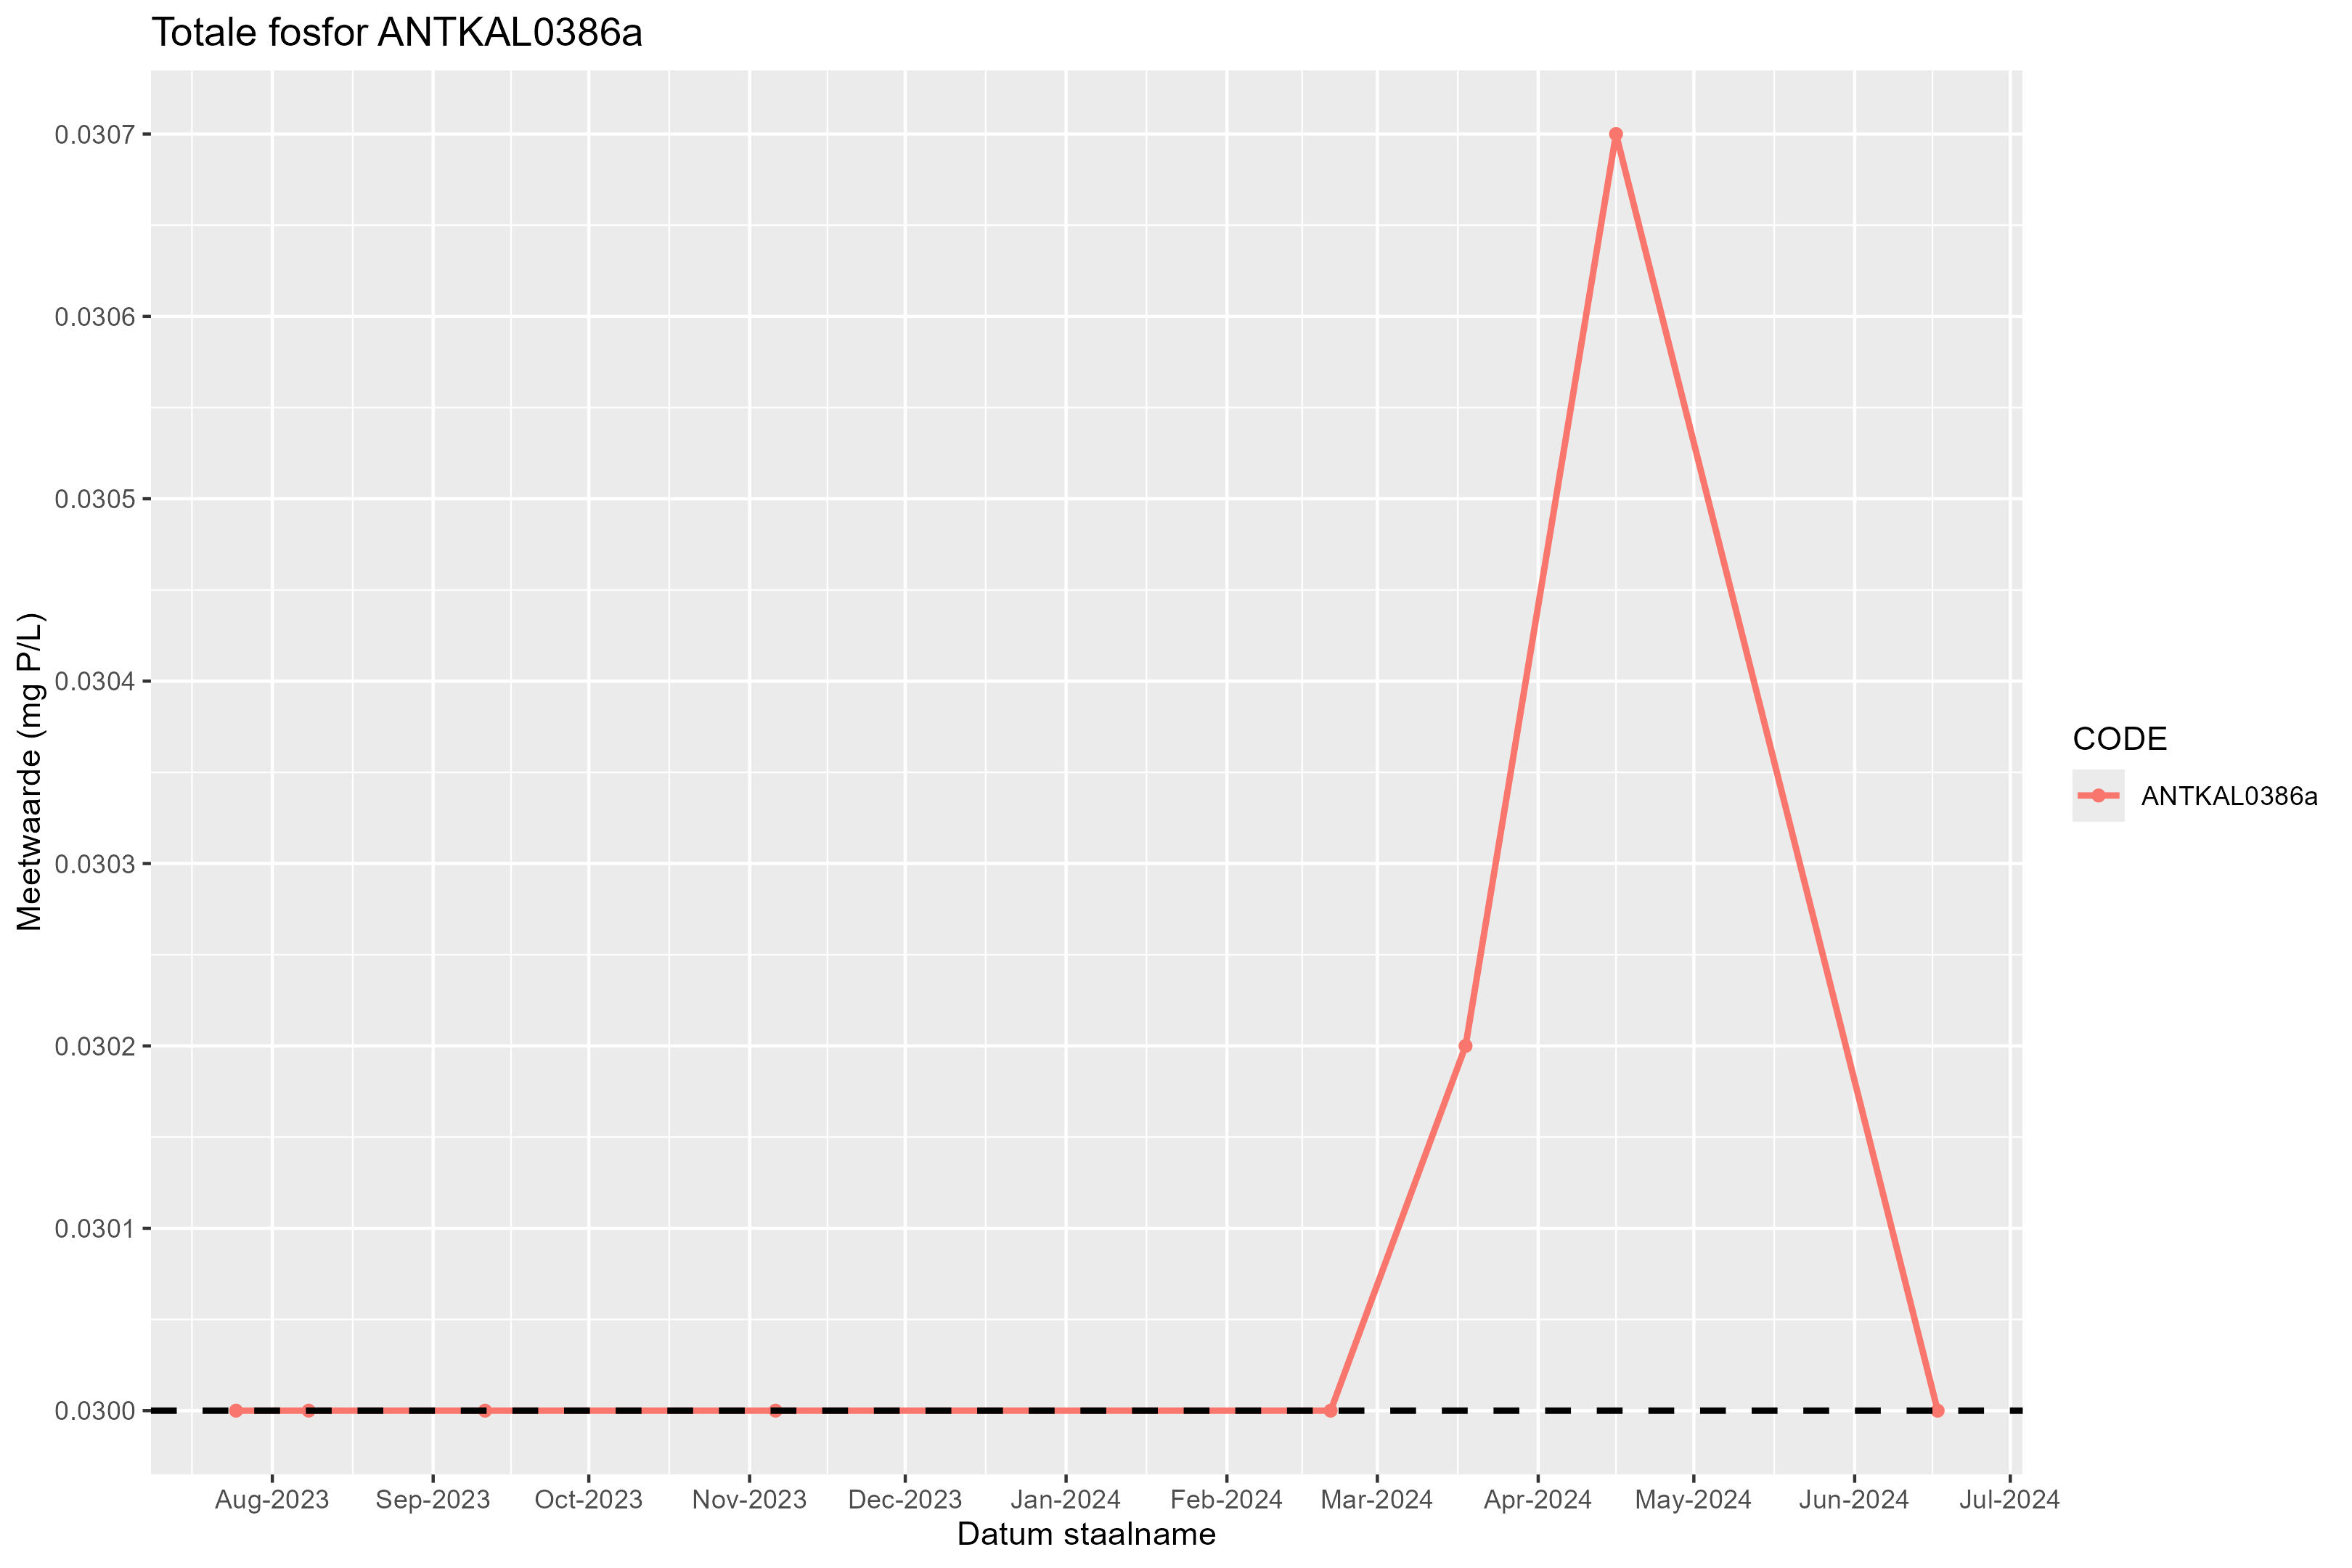 Totale fosfor ANTKAL0386a
Meetwaarde (mg P/L)
0.0307
0.0306
0.0305
0.0304
0.0303
0.0302
0.0301
0.0300
Aug-2023 Sep-2023 Oct-2023 Nov-2023 Dec-2023 Jan-2024 Feb-2024 Mar-2024 Apr-2024 May-2024 Jun-2024 Jul-2024
Datum staalname
CODE
ANTKAL0386a